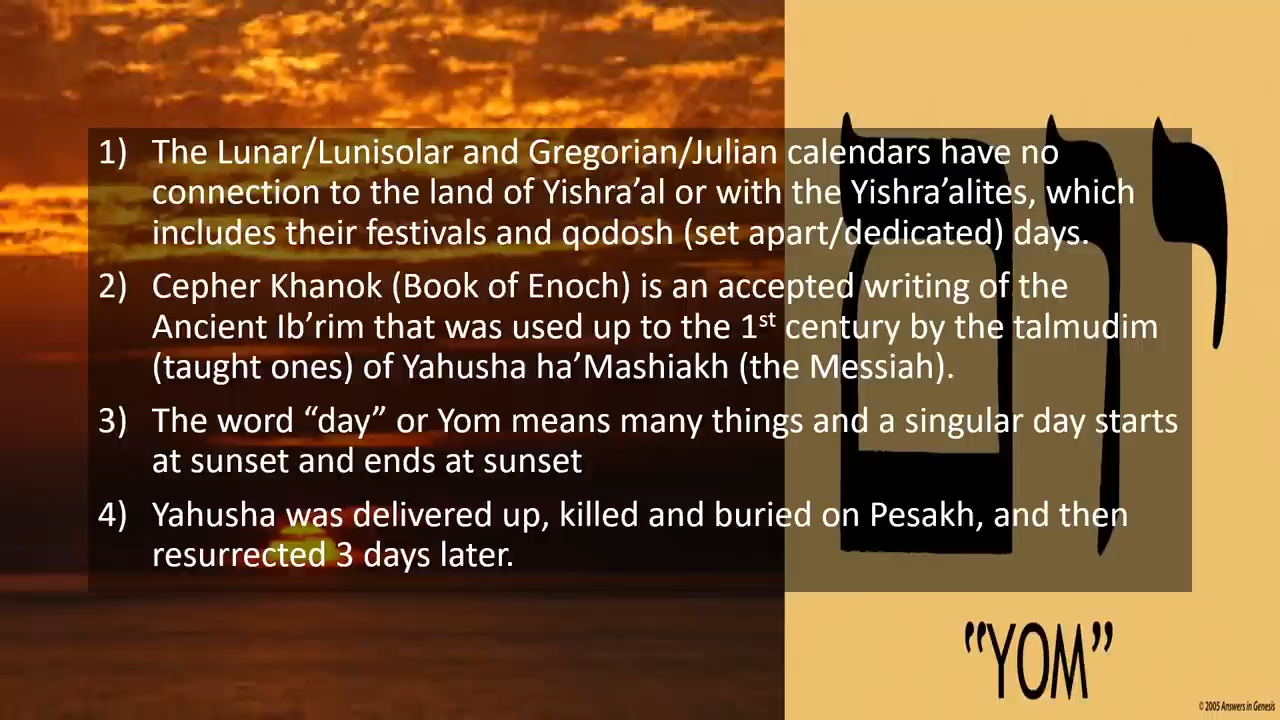 1) The Lunar/Lunisolar and Gregorian/Julian calendars have no
connection to the land of Yishra’al or with the Yishra’alites, which
includes their festivals and qodosh (set apart/dedicated) days.
2) Cepher Khanok (Book of Enoch) is an accepted writing of the
Ancient Ib’rim that was used up to the 1st century by the talmudim
(taught ones) of Yahusha ha’Mashiakh (the Messiah).
3) The word “day” or Yom means many things and a singular day starts
at sunset and ends at sunset
4) Yahusha was delivered up, killed and buried on Pesakh, and then
resurrected 3 days later.
יום
“YOM”
© 2005 Answers in Genesis